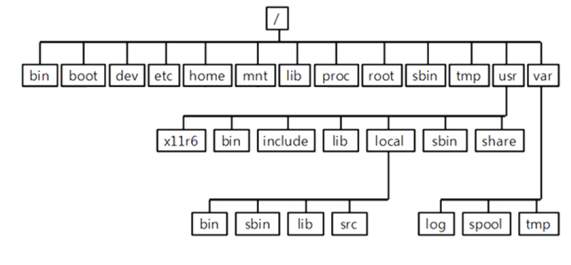 /
bin boot dev etc home mnt lib proc root sbin tmp usr var
x11r6 bin include lib local sbin share
bin sbin lib src log spool tmp